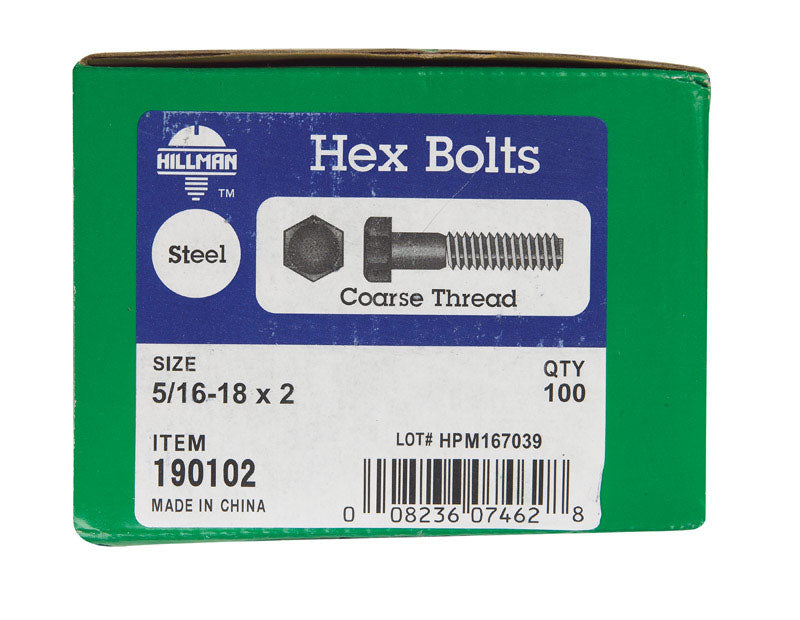 HILLMAN
TM
Hex Bolts
Steel
Coarse Thread
SIZE
5/16-18 x 2
QTY
100
ITEM
190102
MADE IN CHINA
LOT# HPM167039
0 08236 07462 8